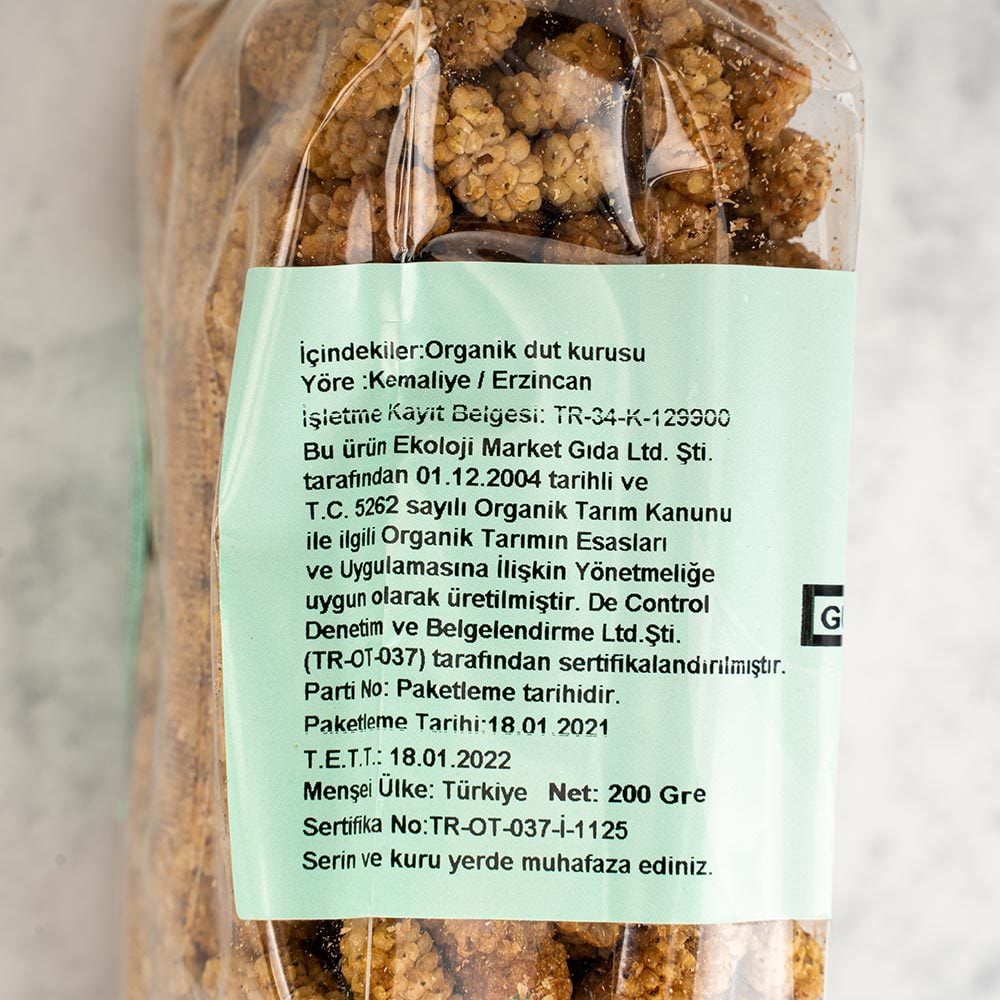 İçindekiler:Organik dut kurusu
Yöre :Kemaliye / Erzincan
İşletme Kayıt Belgesi: TR-34-K-129900
Bu ürün Ekoloji Market Gıda Ltd. Şti.
tarafından 01.12.2004 tarihli ve
T.C. 5262 sayılı Organik Tarım Kanunu
ile ilgili Organik Tarımın Esasları
ve Uygulamasına İlişkin Yönetmeliğe
uygun olarak üretilmiştir. De Control
Denetim ve Belgelendirme Ltd.Şti.
(TR-OT-037) tarafından sertifikalandırılmıştır.
Parti No: Paketleme tarihidir.
Paketleme Tarihi:18.01.2021
T.E.T.T.: 18.01.2022
Menşei Ülke: Türkiye Net: 200 Gre
Sertifika No:TR-OT-037-İ-1125
Serin ve kuru yerde muhafaza ediniz.